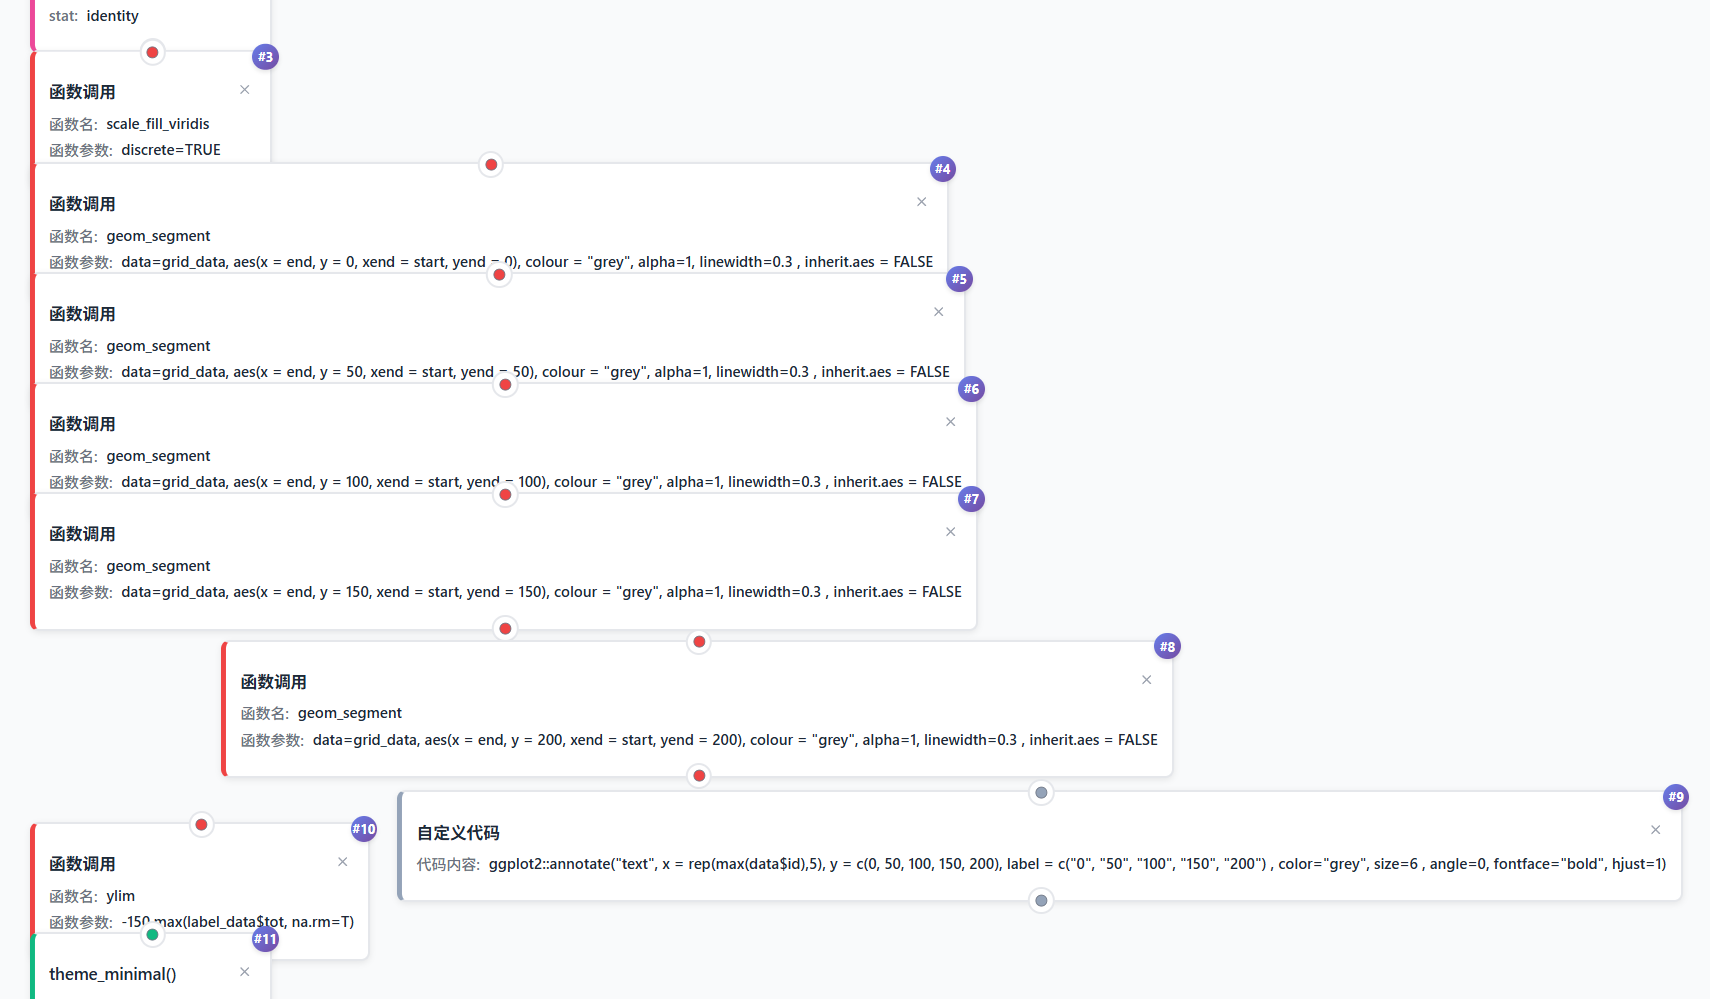 stat: identity
#3
函数调用 ×
函数名: scale_fill_viridis
函数参数: discrete=TRUE
#4
函数调用 ×
函数名: geom_segment
函数参数: data=grid_data, aes(x = end, y = 0, xend = start, yend = 0), colour = "grey", alpha=1, linewidth=0.3 , inherit.aes = FALSE
#5
函数调用 ×
函数名: geom_segment
函数参数: data=grid_data, aes(x = end, y = 50, xend = start, yend = 50), colour = "grey", alpha=1, linewidth=0.3 , inherit.aes = FALSE
#6
函数调用 ×
函数名: geom_segment
函数参数: data=grid_data, aes(x = end, y = 100, xend = start, yend = 100), colour = "grey", alpha=1, linewidth=0.3 , inherit.aes = FALSE
#7
函数调用 ×
函数名: geom_segment
函数参数: data=grid_data, aes(x = end, y = 150, xend = start, yend = 150), colour = "grey", alpha=1, linewidth=0.3 , inherit.aes = FALSE
#8
函数调用 ×
函数名: geom_segment
函数参数: data=grid_data, aes(x = end, y = 200, xend = start, yend = 200), colour = "grey", alpha=1, linewidth=0.3 , inherit.aes = FALSE
#9
自定义代码 ×
代码内容: ggplot2::annotate("text", x = rep(max(data$id),5), y = c(0, 50, 100, 150, 200), label = c("0", "50", "100", "150", "200") , color="grey", size=6 , angle=0, fontface="bold", hjust=1)
#10
函数调用 ×
函数名: ylim
函数参数: -150,max(label_data$tot, na.rm=T)
#11
theme_minimal() ×